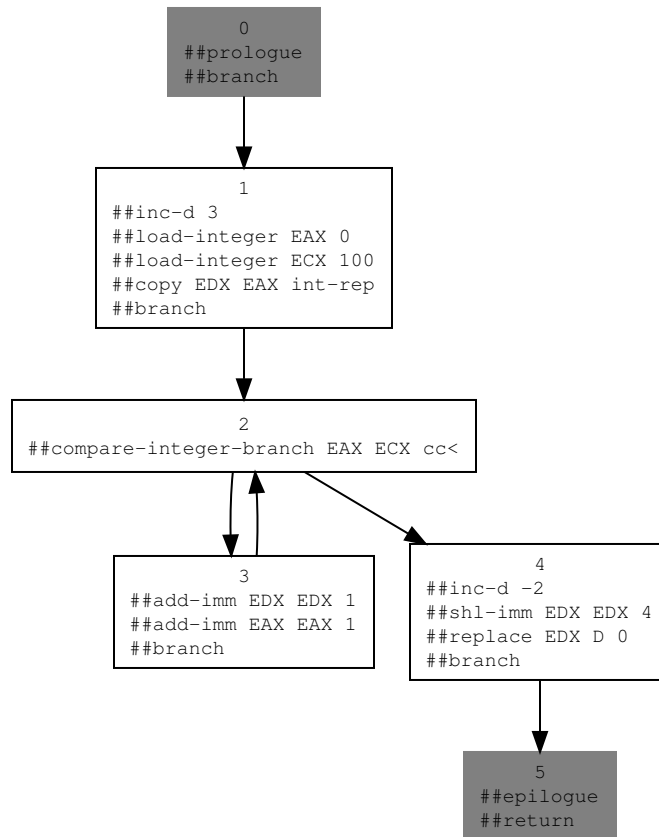 0
##prologue
##branch
1
##inc-d 3
##load-integer EAX 0
##load-integer ECX 100
##copy EDX EAX int-rep
##branch
2
##compare-integer-branch EAX ECX cc<
3
##add-imm EDX EDX 1
##add-imm EAX EAX 1
##branch
4
##inc-d -2
##shl-imm EDX EDX 4
##replace EDX D 0
##branch
5
##epilogue
##return